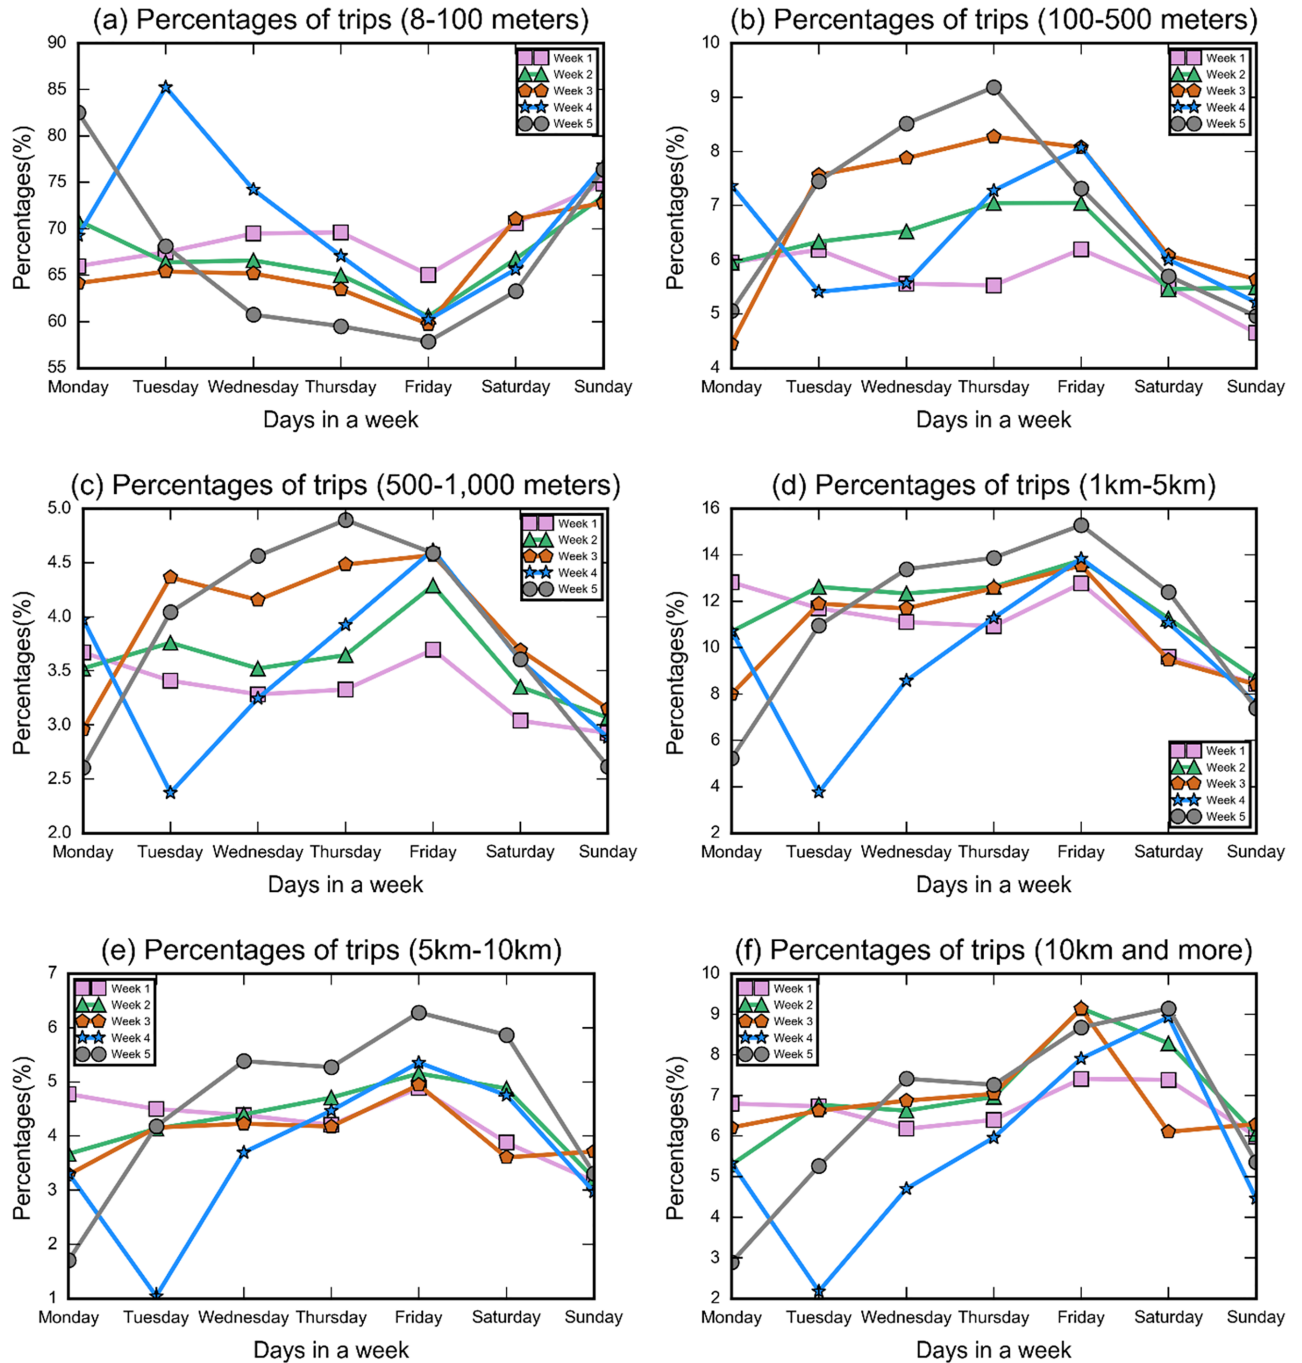 (a) Percentages of trips (8-100 meters)
90
85
80
75
70
65
60
55
Percentages(%)
Week 1
Week 2
Week 3
Week 4
Week 5
Monday Tuesday Wednesday Thursday Friday Saturday Sunday
Days in a week
(b) Percentages of trips (100-500 meters)
10
9
8
7
6
5
4
Percentages(%)
Week 1
Week 2
Week 3
Week 4
Week 5
Monday Tuesday Wednesday Thursday Friday Saturday Sunday
Days in a week
(c) Percentages of trips (500-1,000 meters)
5.0
4.5
4.0
3.5
3.0
2.5
2.0
Percentages(%)
Week 1
Week 2
Week 3
Week 4
Week 5
Monday Tuesday Wednesday Thursday Friday Saturday Sunday
Days in a week
(d) Percentages of trips (1km-5km)
16
14
12
10
8
6
4
2
Percentages(%)
Week 1
Week 2
Week 3
Week 4
Week 5
Monday Tuesday Wednesday Thursday Friday Saturday Sunday
Days in a week
(e) Percentages of trips (5km-10km)
7
6
5
4
3
2
1
Percentages(%)
Week 1
Week 2
Week 3
Week 4
Week 5
Monday Tuesday Wednesday Thursday Friday Saturday Sunday
Days in a week
(f) Percentages of trips (10km and more)
10
9
8
7
6
5
4
3
2
Percentages(%)
Week 1
Week 2
Week 3
Week 4
Week 5
Monday Tuesday Wednesday Thursday Friday Saturday Sunday
Days in a week